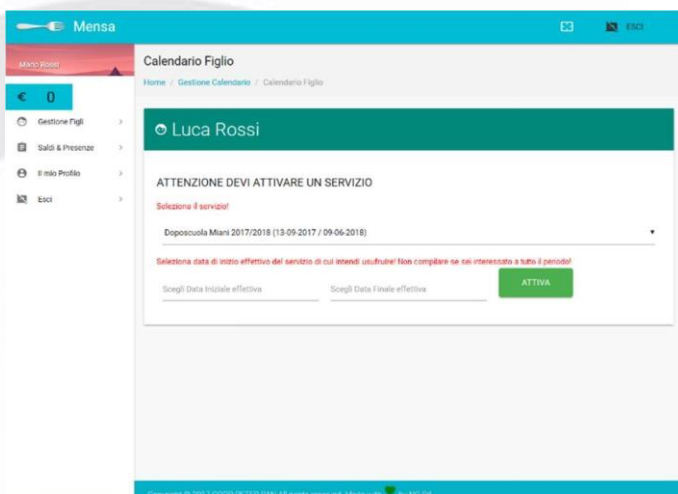 Mensa
ESCI
Mario Rossi
€ 0
Gestione Figli
Saldi & Presenze
Il mio Profilo
Esci
Calendario Figlio
Home / Gestione Calendario / Calendario Figlio
Luca Rossi
ATTENZIONE DEVI ATTIVARE UN SERVIZIO
Seleziona il servizio!
Doposcuola Miani 2017/2018 (13-09-2017 / 09-06-2018)
Seleziona data di inizio effettivo del servizio di cui intendi usufruire! Non compilare se sei interessato a tutto il periodo!
Scegli Data Iniziale effettiva
Scegli Data Finale effettiva
ATTIVA